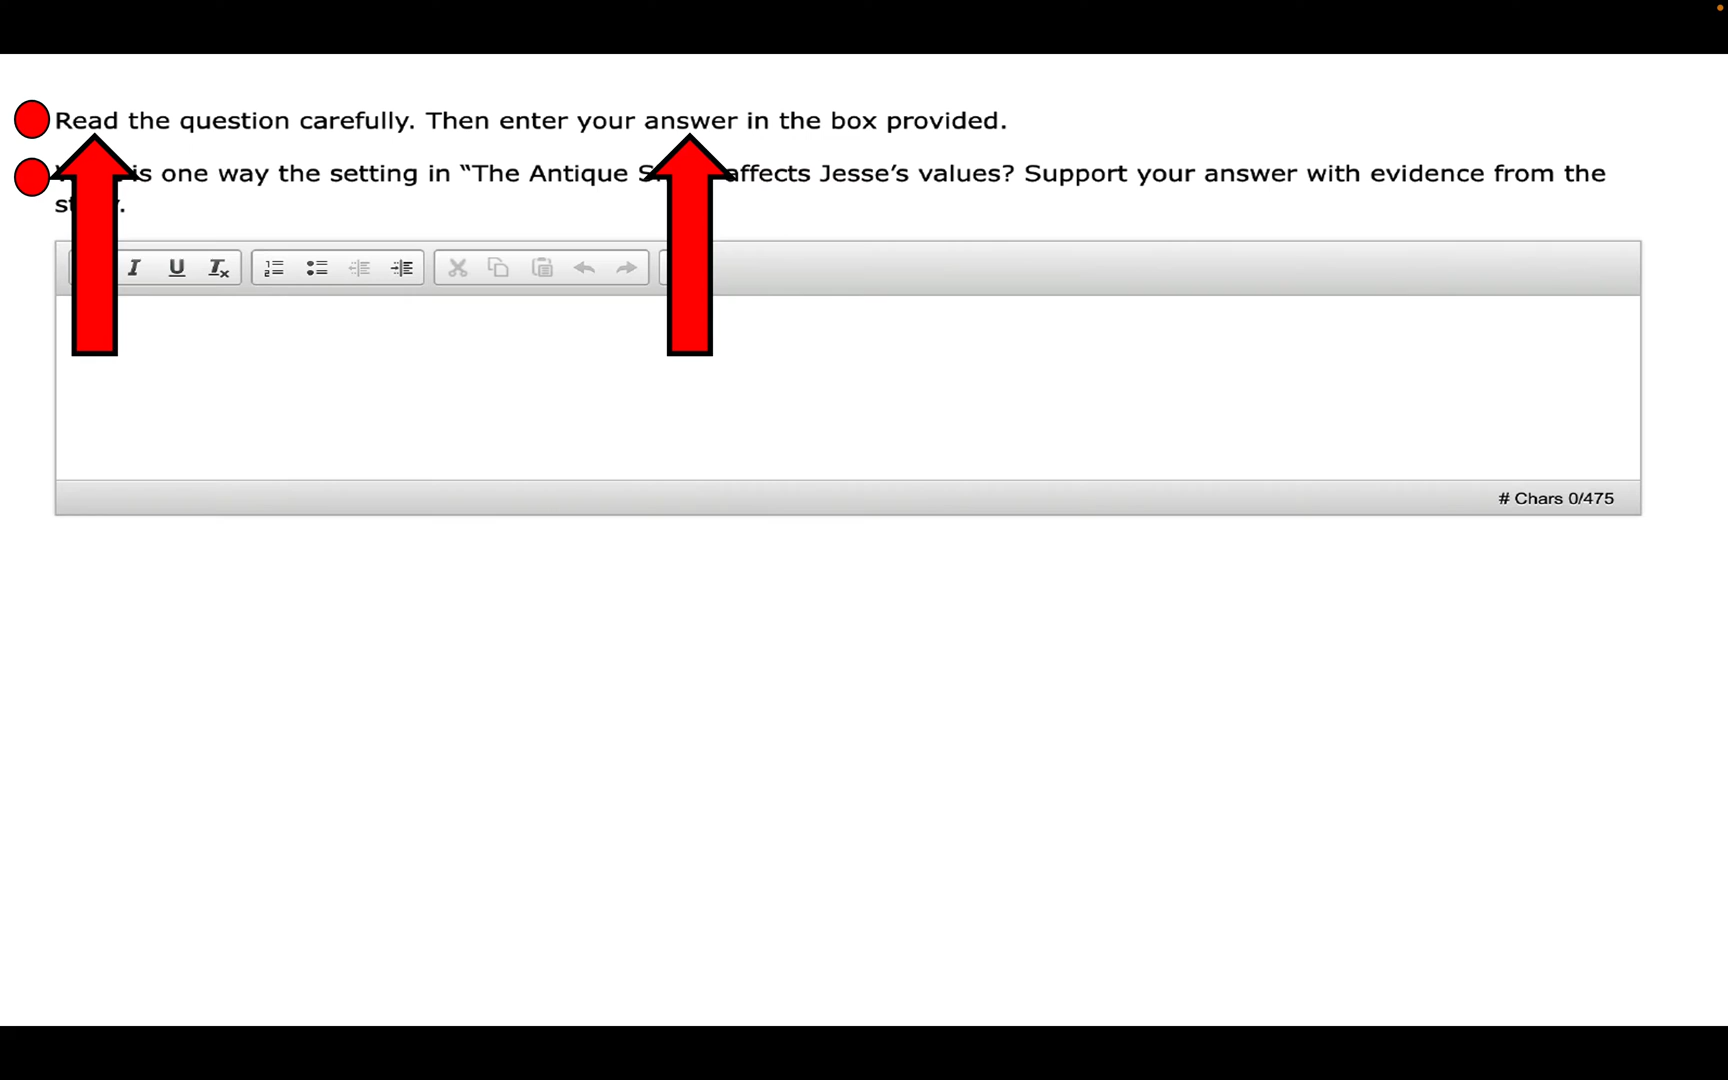 Read the question carefully. Then enter your answer in the box provided.
is one way the setting in “The Antique affects Jesse’s values? Support your answer with evidence from the
I U Tx
# Chars 0/475